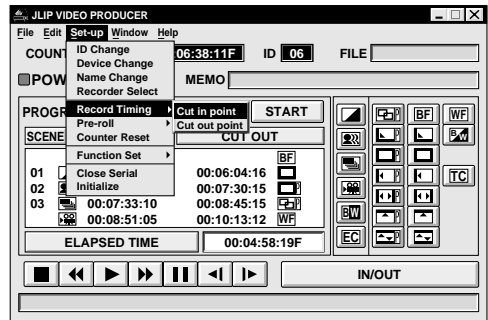 JLIP VIDEO PRODUCER
File Edit Set-up Window Help
COUNT 06:38:11F ID 06 FILE
ID Change
Device Change
Name Change
Recorder Select
POW MEMO
Record Timing
Pre-roll
Counter Reset
Function Set
Close Serial
Initialize
Cut in point
Cut out point
PROGR START
SCENE CUT OUT
BF
01 00:06:04:16
02 00:07:30:15 P
03 00:07:33:10 00:08:45:15 P
00:08:51:05 00:10:13:12 WF
ELAPSED TIME 00:04:58:19F
P BF WF
P B/W
P
P TC
P
BW P
EC P
IN/OUT